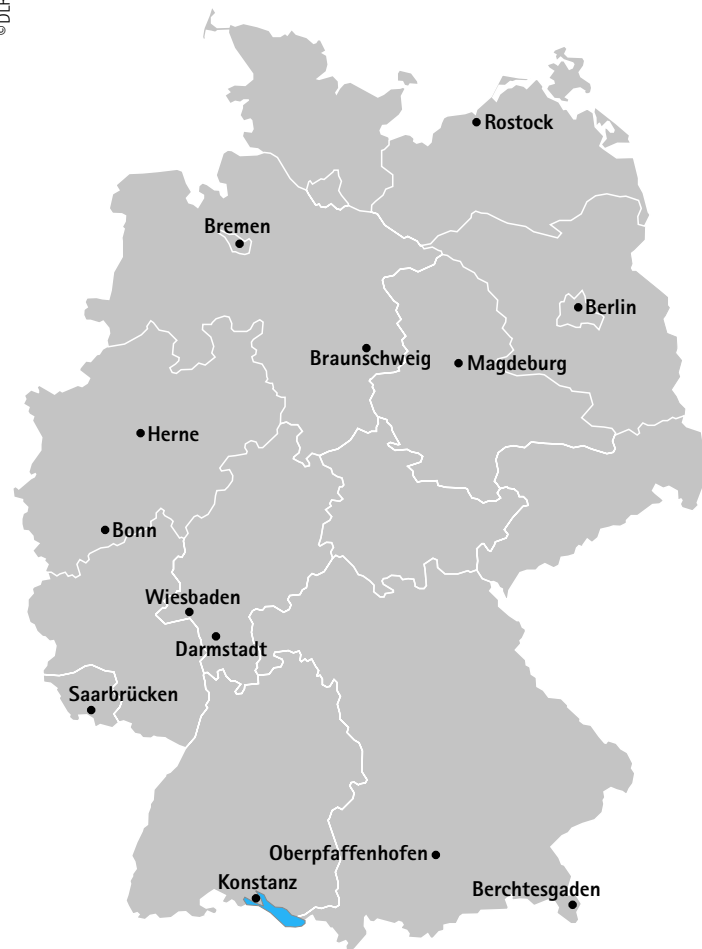 ©DLR
Rostock
Bremen
Berlin
Braunschweig
Magdeburg
Herne
Bonn
Wiesbaden
Darmstadt
Saarbrücken
Oberpfaffenhofen
Konstanz
Berchtesgaden